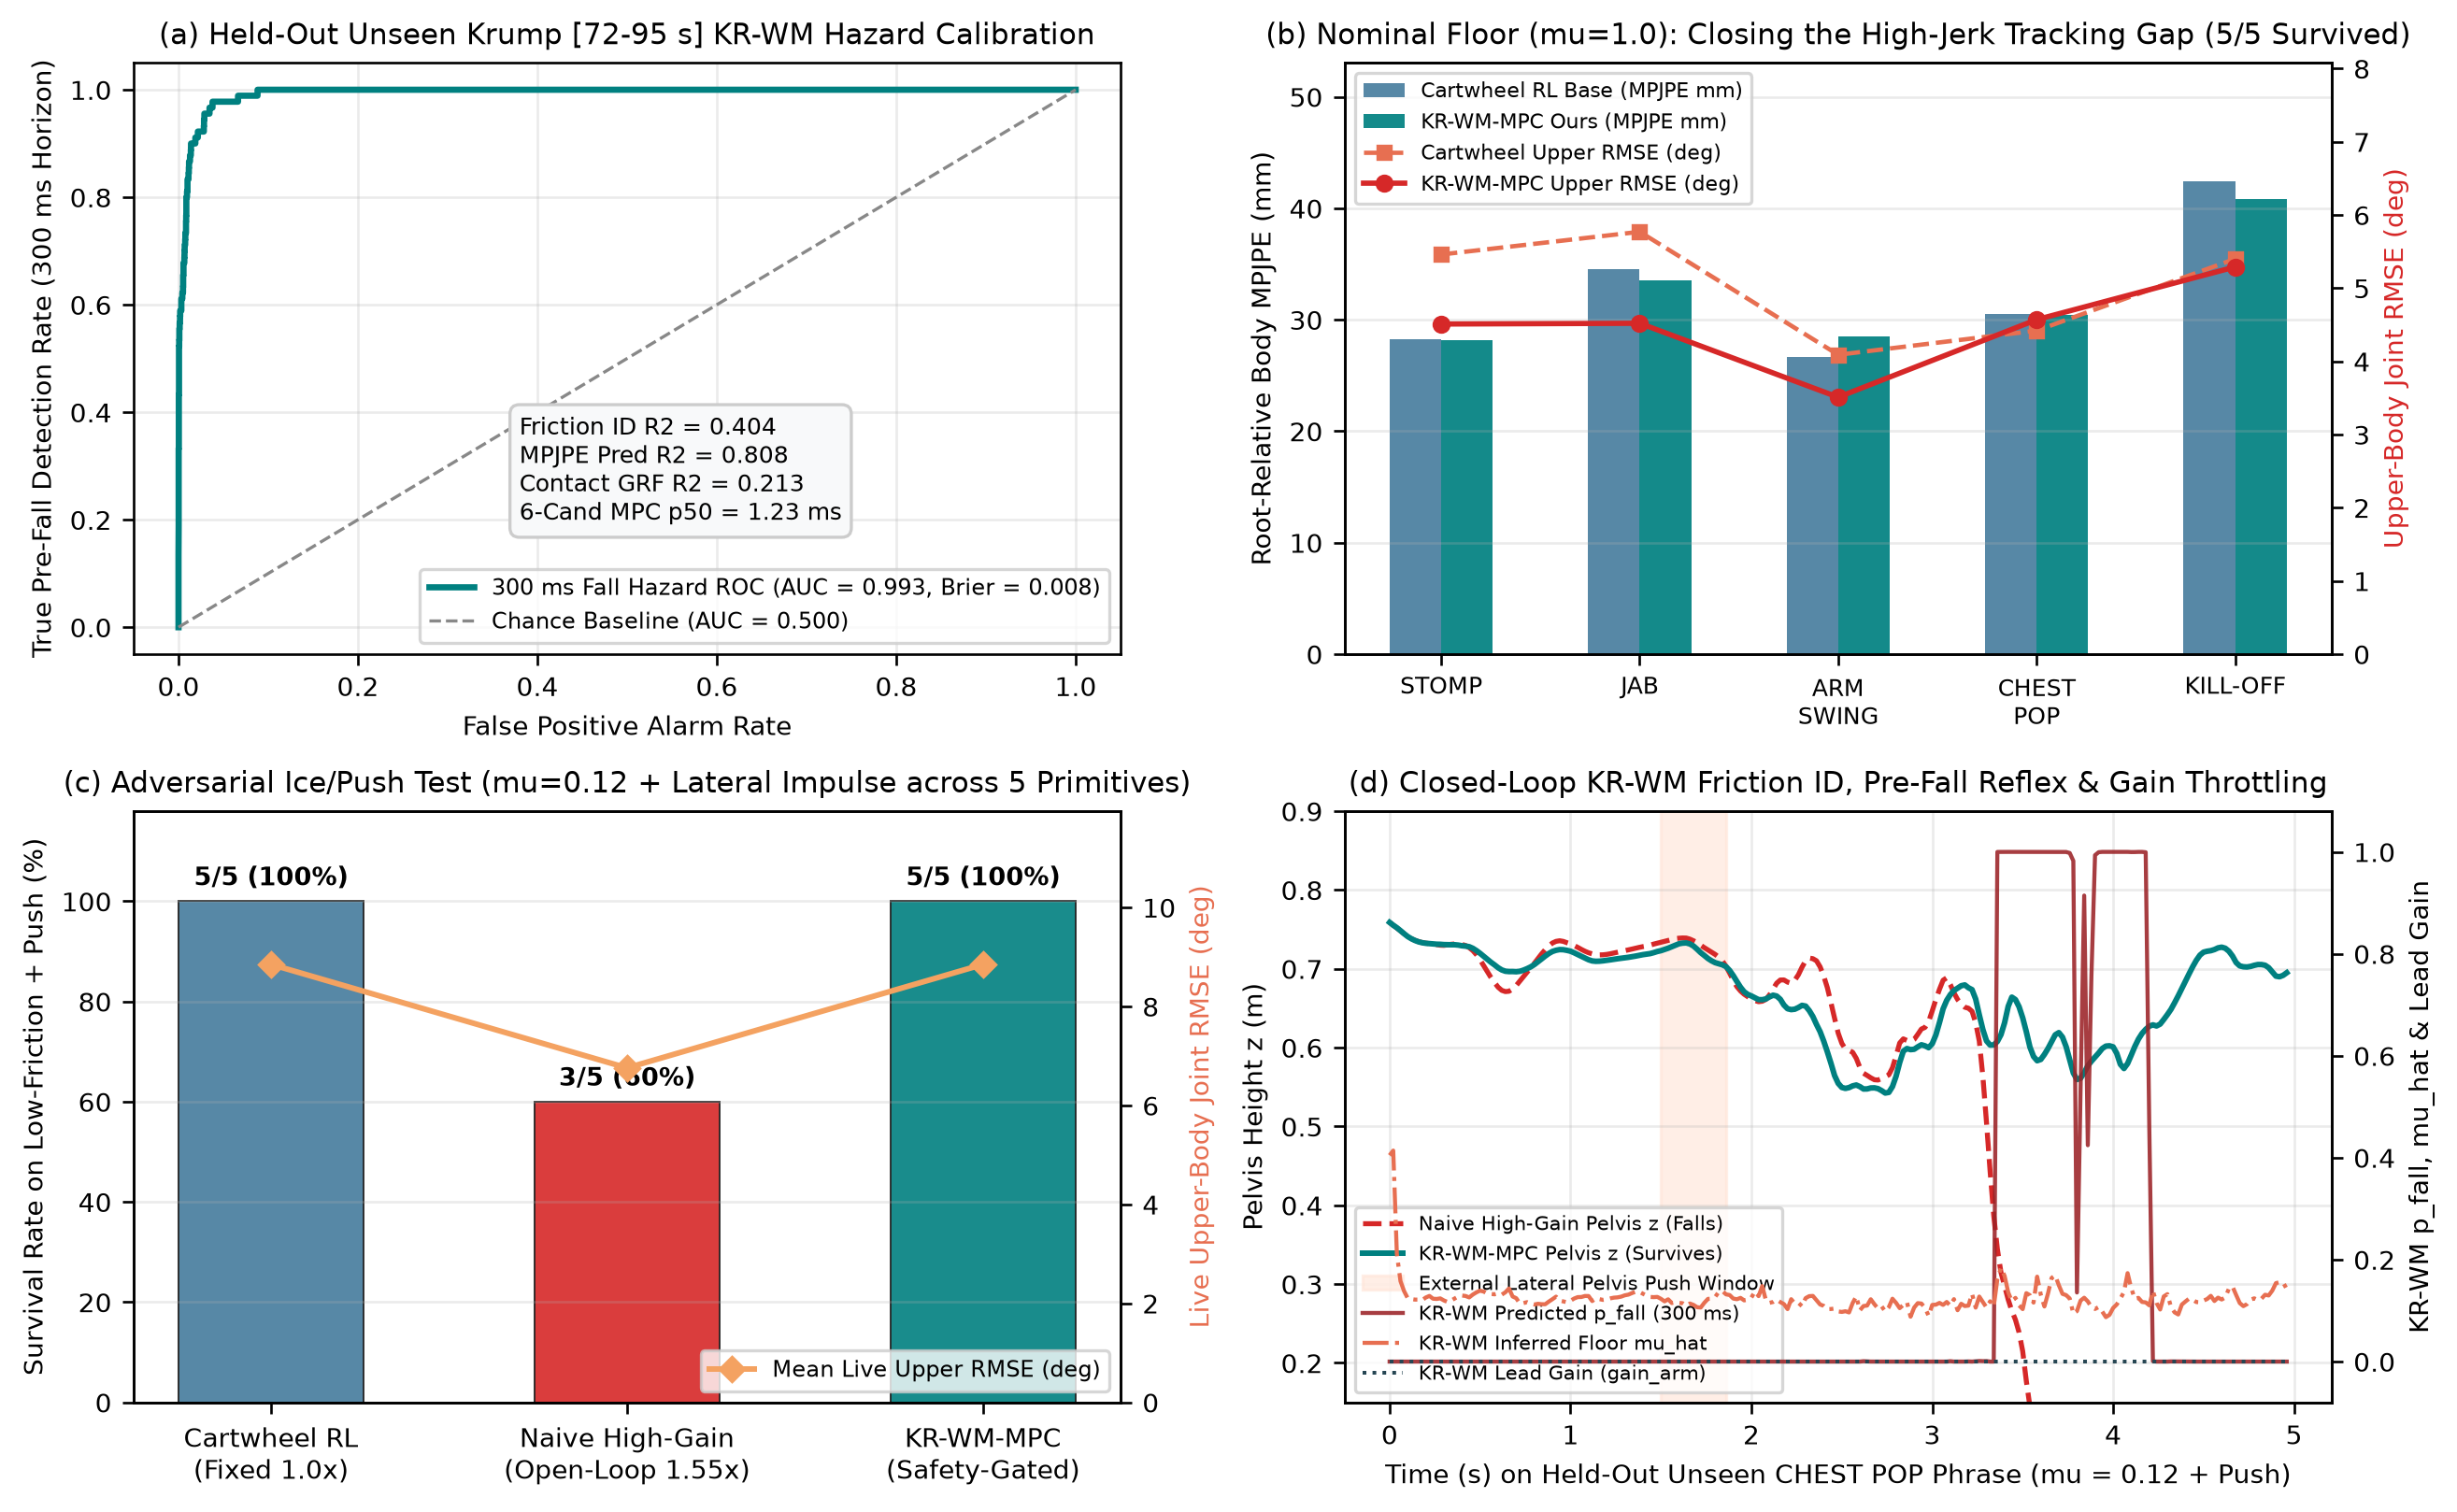 (a) Held-Out Unseen Krump [72-95 s] KR-WM Hazard Calibration
True Pre-Fall Detection Rate (300 ms Horizon)
1.0
0.8
0.6
0.4
0.2
0.0
Friction ID R2 = 0.404
MPJPE Pred R2 = 0.808
Contact GRF R2 = 0.213
6-Cand MPC p50 = 1.23 ms
300 ms Fall Hazard ROC (AUC = 0.993, Brier = 0.008)
Chance Baseline (AUC = 0.500)
0.0 0.2 0.4 0.6 0.8 1.0
False Positive Alarm Rate
(b) Nominal Floor (mu=1.0): Closing the High-Jerk Tracking Gap (5/5 Survived)
Root-Relative Body MPJPE (mm)
50
40
30
20
10
0
Cartwheel RL Base (MPJPE mm)
KR-WM-MPC Ours (MPJPE mm)
Cartwheel Upper RMSE (deg)
KR-WM-MPC Upper RMSE (deg)
8
7
6
5
4
3
2
1
0
Upper-Body Joint RMSE (deg)
STOMP JAB ARM CHEST KILL-OFF
SWING POP
(c) Adversarial Ice/Push Test (mu=0.12 + Lateral Impulse across 5 Primitives)
Survival Rate on Low-Friction + Push (%)
100
80
60
40
20
0
5/5 (100%)
3/5 (60%)
5/5 (100%)
Mean Live Upper RMSE (deg)
10
8
6
4
2
0
Live Upper-Body Joint RMSE (deg)
Cartwheel RL Naive High-Gain KR-WM-MPC
(Fixed 1.0x) (Open-Loop 1.55x) (Safety-Gated)
(d) Closed-Loop KR-WM Friction ID, Pre-Fall Reflex & Gain Throttling
Pelvis Height z (m)
0.9
0.8
0.7
0.6
0.5
0.4
0.3
0.2
Naive High-Gain Pelvis z (Falls)
KR-WM-MPC Pelvis z (Survives)
External Lateral Pelvis Push Window
KR-WM Predicted p_fall (300 ms)
KR-WM Inferred Floor mu_hat
KR-WM Lead Gain (gain_arm)
1.0
0.8
0.6
0.4
0.2
0.0
KR-WM p_fall, mu_hat & Lead Gain
0 1 2 3 4 5
Time (s) on Held-Out Unseen CHEST POP Phrase (mu = 0.12 + Push)